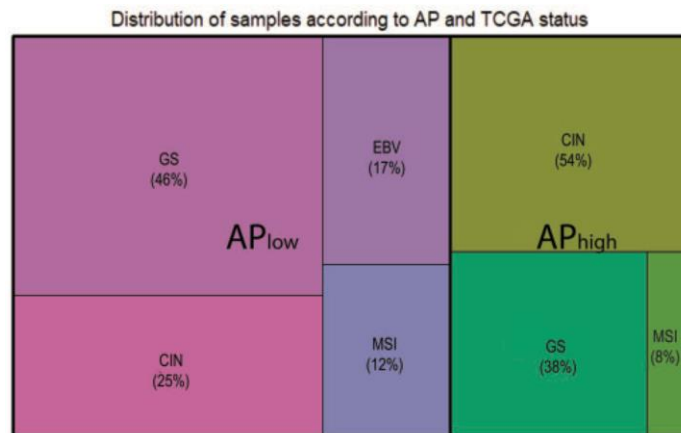 Distribution of samples according to AP and TCGA status
GS
(46%)
EBV
(17%)
CIN
(54%)
APlow
APhigh
CIN
(25%)
MSI
(12%)
GS
(38%)
MSI
(8%)